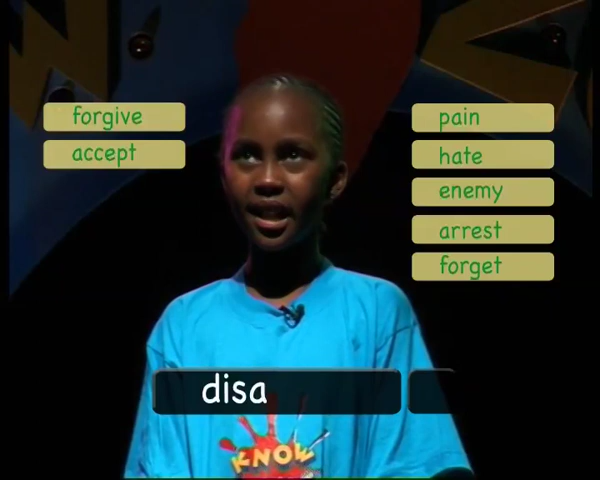 forgive
accept
pain
hate
enemy
arrest
forget
disa
KNOW